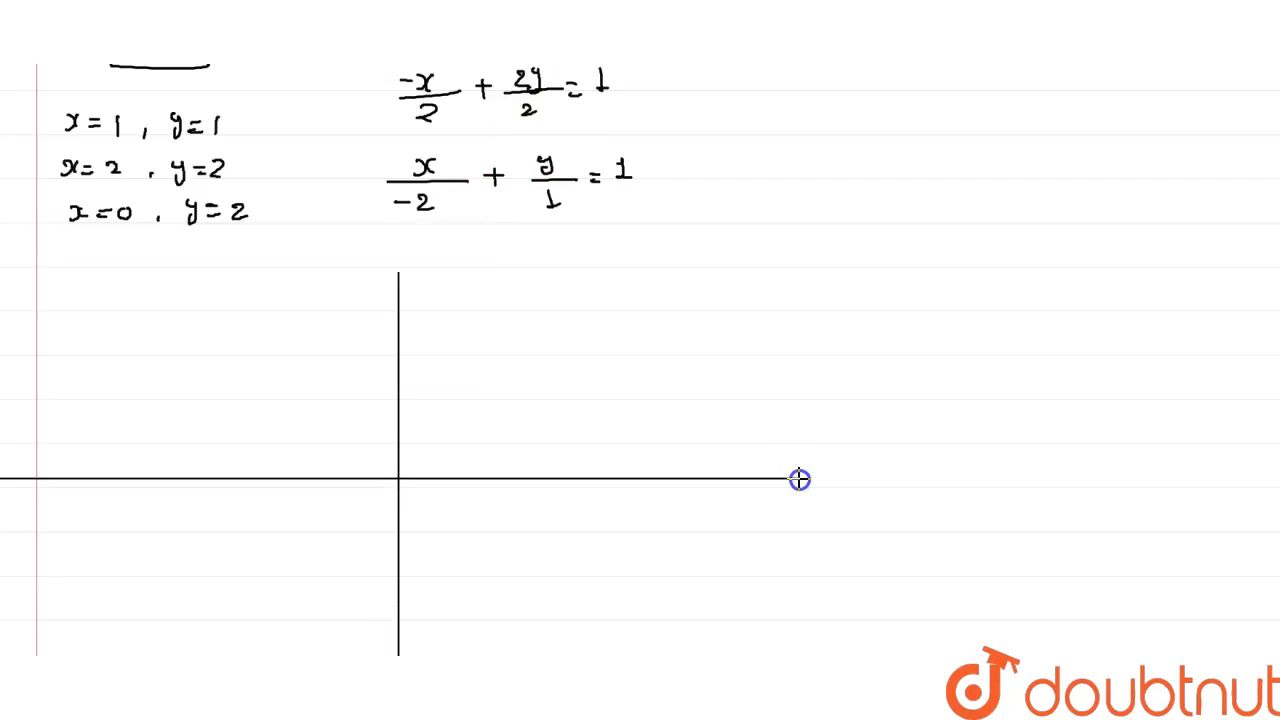 x = 1 , y = 1
x = 2 , y = 2
x = 0 , y = 2
-x/2 + 2y/2 = 1
x/-2 + y/1 = 1
doubtnut